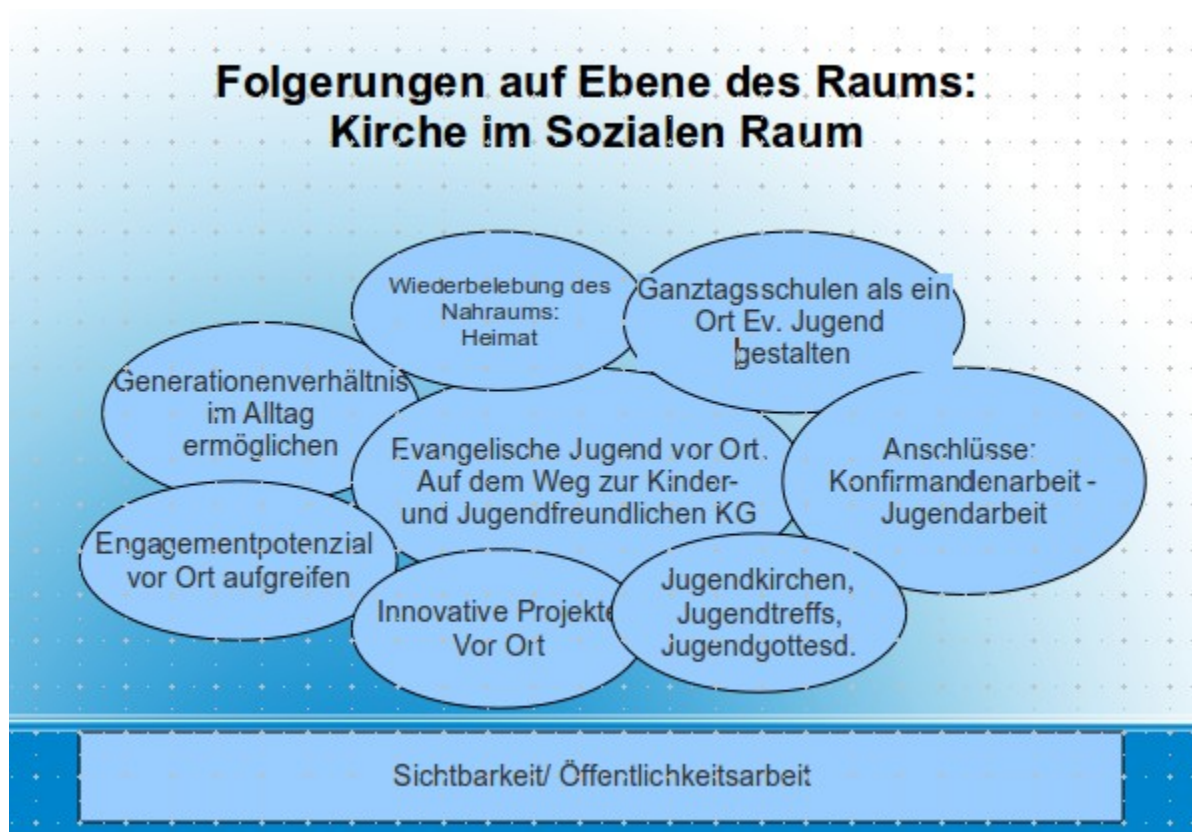 Folgerungen auf Ebene des Raums:
Kirche im Sozialen Raum
Wiederbelebung des
Nahraums:
Heimat
Ganztagsschulen als ein
Ort Ev. Jugend
gestalten
Generationenverhältnis
im Alltag
ermöglichen
Evangelische Jugend vor Ort.
Auf dem Weg zur Kinder-
und Jugendfreundlichen KG
Anschlüsse:
Konfirmandenarbeit -
Jugendarbeit
Engagementpotenzial
vor Ort aufgreifen
Innovative Projekte
Vor Ort
Jugendkirchen,
Jugendtreffs,
Jugendgottesd.
Sichtbarkeit/ Öffentlichkeitsarbeit